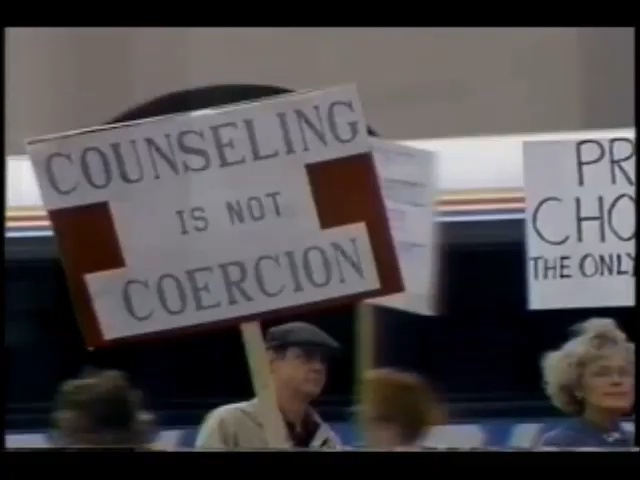 COUNSELING
IS NOT
COERCION
PR
CHO
THE ONLY